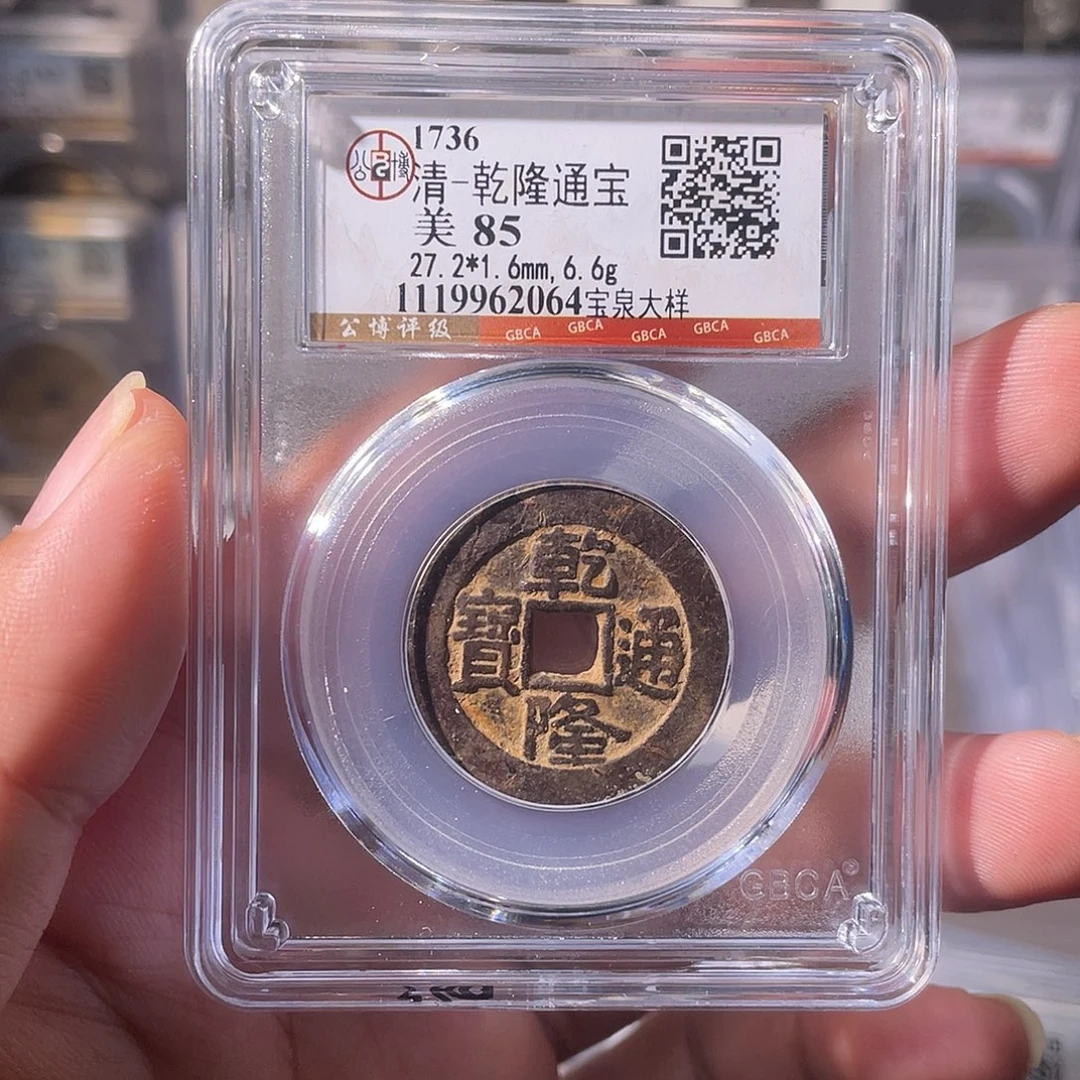 1736
公博
清-乾隆通宝
美 85
27.2*1.6mm, 6.6g
1119962064宝泉大样
公博评级 GBCA GBCA GBCA GBCA GBCA
乾隆通寶
GBCA®